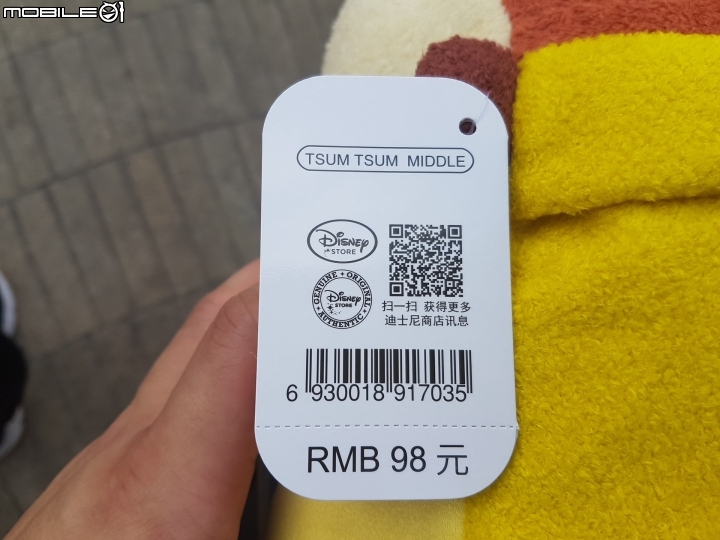 MOBILE01
TSUM TSUM MIDDLE
Disney
STORE
GENUINE • ORIGINAL
Disney
STORE
AUTHENTIC
扫一扫 获得更多
迪士尼商店讯息
6 930018 917035
RMB 98 元